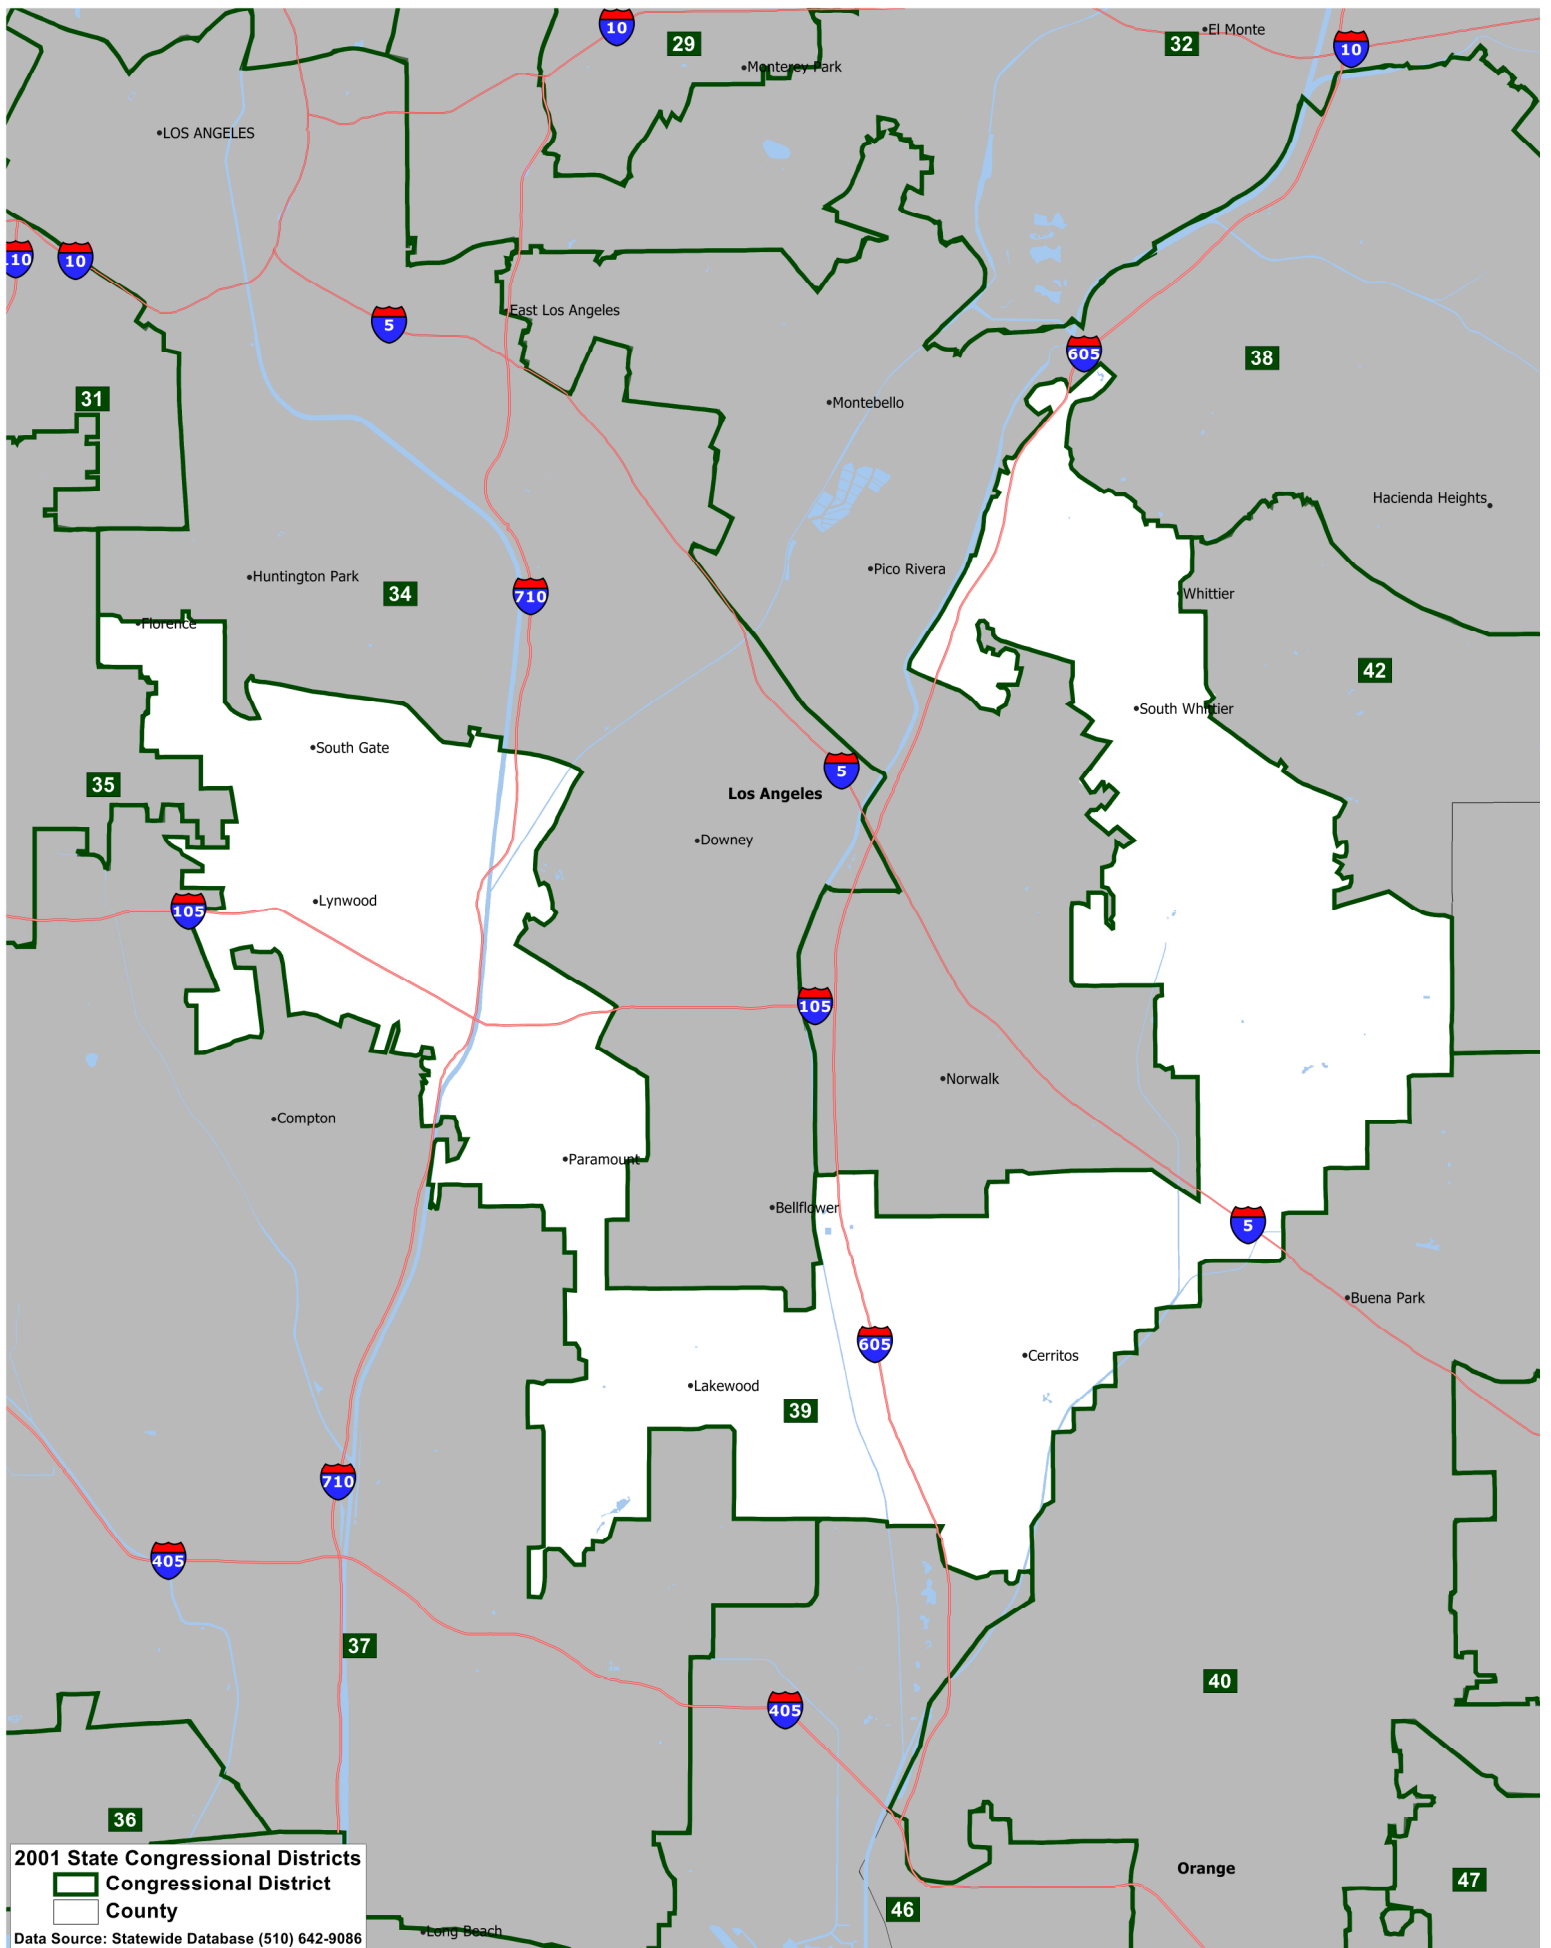 10
29
32
El Monte
10
Monterey Park
LOS ANGELES
110
10
East Los Angeles
5
605
38
31
Montebello
Hacienda Heights
Pico Rivera
Huntington Park
34
710
Whittier
Florence
42
South Whittier
South Gate
5
35
Los Angeles
Downey
Lynwood
105
105
Norwalk
Compton
Paramount
Bellflower
5
Buena Park
605
Cerritos
Lakewood
39
710
405
37
40
405
36
2001 State Congressional Districts
Congressional District
County
Data Source: Statewide Database (510) 642-9086
Orange
47
46
Long Beach